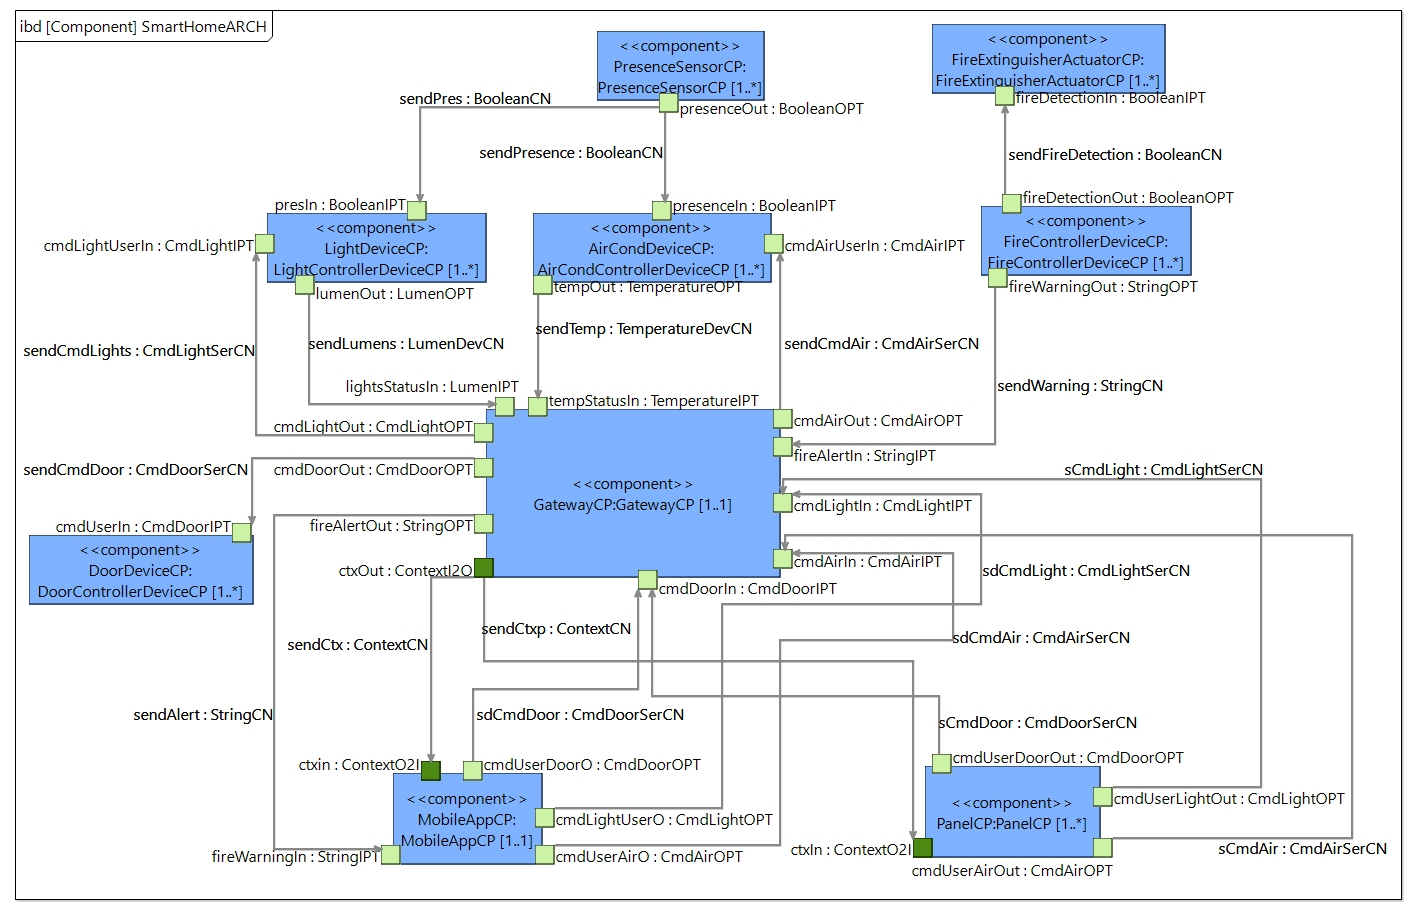 ibd [Component] SmartHomeARCH
<<component>>
PresenceSensorCP:
PresenceSensorCP [1..*]
<<component>>
FireExtinguisherActuatorCP:
FireExtinguisherActuatorCP [1..*]
sendPres : BooleanCN
presenceOut : BooleanOPT
fireDetectionIn : BooleanIPT
sendPresence : BooleanCN
sendFireDetection : BooleanCN
presIn : BooleanIPT
presenceIn : BooleanIPT
fireDetectionOut : BooleanOPT
cmdLightUserIn : CmdLightIPT
<<component>>
LightDeviceCP:
LightControllerDeviceCP [1..*]
<<component>>
AirCondDeviceCP:
AirCondControllerDeviceCP [1..*]
cmdAirUserIn : CmdAirIPT
<<component>>
FireControllerDeviceCP:
FireControllerDeviceCP [1..*]
lumenOut : LumenOPT
tempOut : TemperatureOPT
fireWarningOut : StringOPT
sendCmdLights : CmdLightSerCN
sendLumens : LumenDevCN
sendTemp : TemperatureDevCN
sendCmdAir : CmdAirSerCN
sendWarning : StringCN
lightsStatusIn : LumenIPT
tempStatusIn : TemperatureIPT
cmdLightOut : CmdLightOPT
cmdAirOut : CmdAirOPT
fireAlertIn : StringIPT
sendCmdDoor : CmdDoorSerCN
cmdDoorOut : CmdDoorOPT
sCmdLight : CmdLightSerCN
<<component>>
GatewayCP:GatewayCP [1..1]
cmdLightIn : CmdLightIPT
cmdUserIn : CmdDoorIPT
fireAlertOut : StringOPT
<<component>>
DoorDeviceCP:
DoorControllerDeviceCP [1..*]
ctxOut : ContextI2O
cmdAirIn : CmdAirIPT
sdCmdLight : CmdLightSerCN
cmdDoorIn : CmdDoorIPT
sendCtx : ContextCN
sendCtxp : ContextCN
sdCmdAir : CmdAirSerCN
sendAlert : StringCN
sdCmdDoor : CmdDoorSerCN
sCmdDoor : CmdDoorSerCN
ctxin : ContextO2I
cmdUserDoorO : CmdDoorOPT
cmdUserDoorOut : CmdDoorOPT
<<component>>
MobileAppCP:
MobileAppCP [1..1]
cmdLightUserO : CmdLightOPT
<<component>>
PanelCP:PanelCP [1..*]
cmdUserLightOut : CmdLightOPT
fireWarningIn : StringIPT
cmdUserAirO : CmdAirOPT
ctxIn : ContextO2I
sCmdAir : CmdAirSerCN
cmdUserAirOut : CmdAirOPT